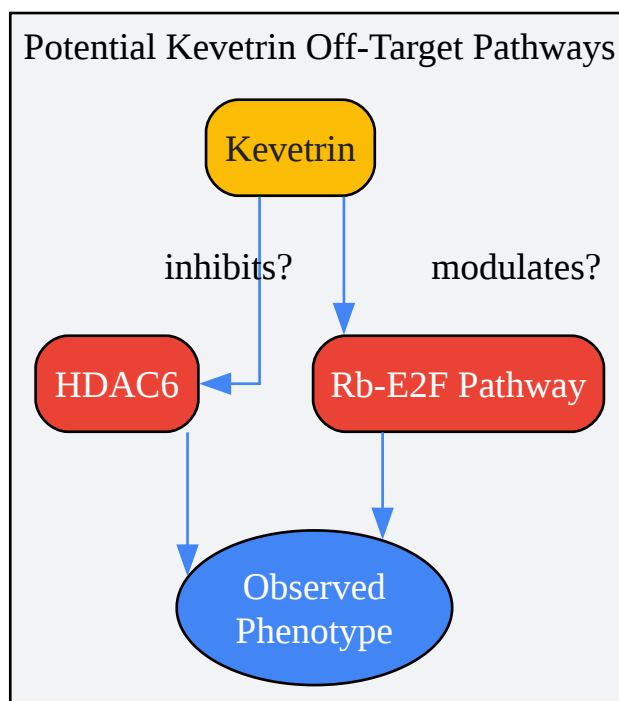 Potential Kevetrin Off-Target Pathways
Kevetrin
inhibits?
modulates?
HDAC6
Rb-E2F Pathway
Observed
Phenotype